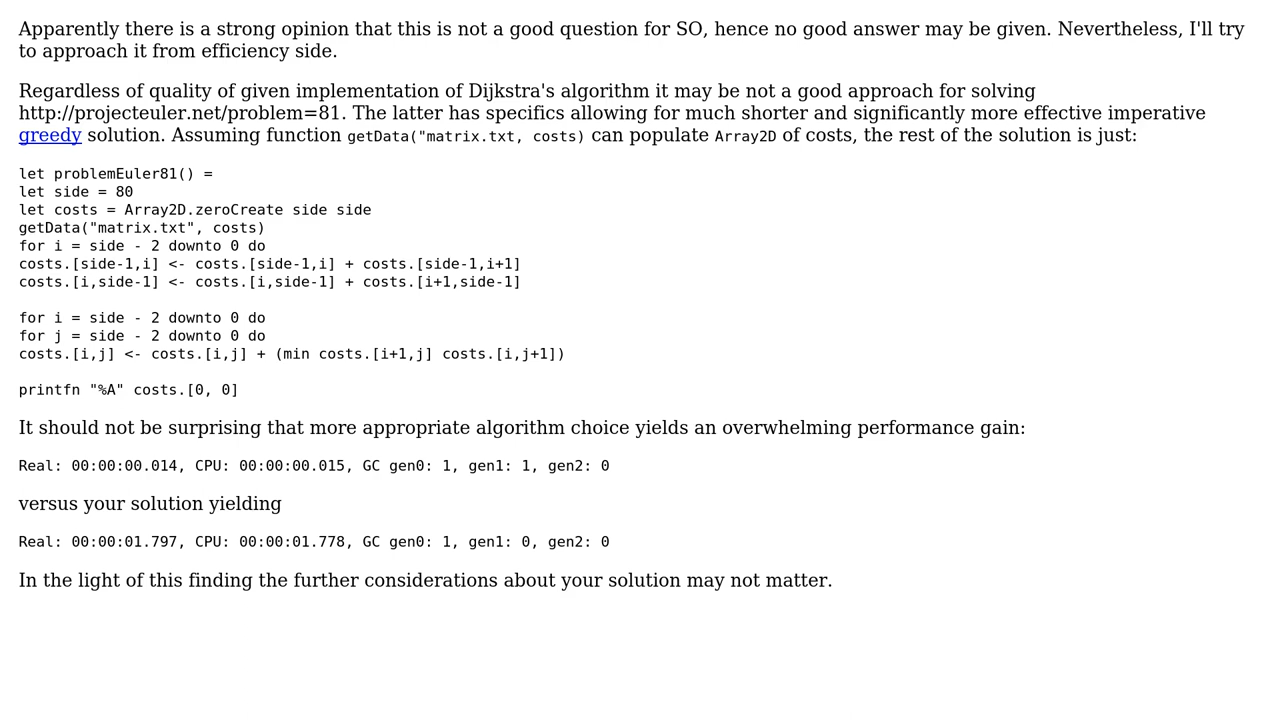 Apparently there is a strong opinion that this is not a good question for SO, hence no good answer may be given. Nevertheless, I'll try
to approach it from efficiency side.
Regardless of quality of given implementation of Dijkstra's algorithm it may be not a good approach for solving
http://projecteuler.net/problem=81. The latter has specifics allowing for much shorter and significantly more effective imperative
greedy solution. Assuming function getData("matrix.txt, costs) can populate Array2D of costs, the rest of the solution is just:
let problemEuler81() =
let side = 80
let costs = Array2D.zeroCreate side side
getData("matrix.txt", costs)
for i = side - 2 downto 0 do
costs.[side-1,i] <- costs.[side-1,i] + costs.[side-1,i+1]
costs.[i,side-1] <- costs.[i,side-1] + costs.[i+1,side-1]
for i = side - 2 downto 0 do
for j = side - 2 downto 0 do
costs.[i,j] <- costs.[i,j] + (min costs.[i+1,j] costs.[i,j+1])
printfn "%A" costs.[0, 0]
It should not be surprising that more appropriate algorithm choice yields an overwhelming performance gain:
Real: 00:00:00.014, CPU: 00:00:00.015, GC gen0: 1, gen1: 1, gen2: 0
versus your solution yielding
Real: 00:00:01.797, CPU: 00:00:01.778, GC gen0: 1, gen1: 0, gen2: 0
In the light of this finding the further considerations about your solution may not matter.